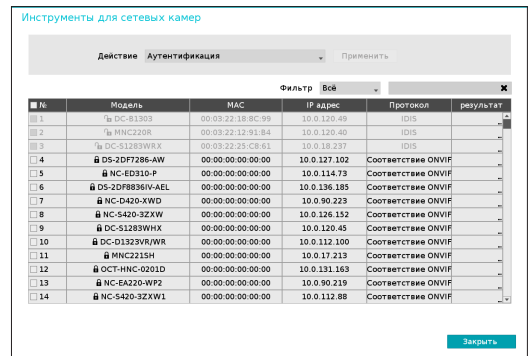 Инструменты для сетевых камер
Действие Аутентификация Применить
Фильтр Всё
№ Модель MAC IP адрес Протокол результат
1 DC-B1303 00:03:22:18:8C:99 10.0.120.49 IDIS
2 MNC220R 00:03:22:12:91:B4 10.0.120.40 IDIS
3 DC-S1283WRX 00:03:22:25:C8:61 10.0.18.237 IDIS
4 DS-2DF7286-AW 00:00:00:00:00:00 10.0.127.102 Соответствие ONVIF
5 NC-ED310-P 00:00:00:00:00:00 10.0.114.73 Соответствие ONVIF
6 DS-2DF8836IV-AEL 00:00:00:00:00:00 10.0.136.185 Соответствие ONVIF
7 NC-D420-XWD 00:00:00:00:00:00 10.0.90.223 Соответствие ONVIF
8 NC-S420-3ZXW 00:00:00:00:00:00 10.0.126.152 Соответствие ONVIF
9 DC-S1283WHX 00:00:00:00:00:00 10.0.120.45 Соответствие ONVIF
10 DC-D1323VR/WR 00:00:00:00:00:00 10.0.112.100 Соответствие ONVIF
11 MNC221SH 00:00:00:00:00:00 10.0.17.213 Соответствие ONVIF
12 OCT-HNC-0201D 00:00:00:00:00:00 10.0.131.163 Соответствие ONVIF
13 NC-EA220-WP2 00:00:00:00:00:00 10.0.90.219 Соответствие ONVIF
14 NC-S420-3ZXW1 00:00:00:00:00:00 10.0.112.88 Соответствие ONVIF
Закрыть